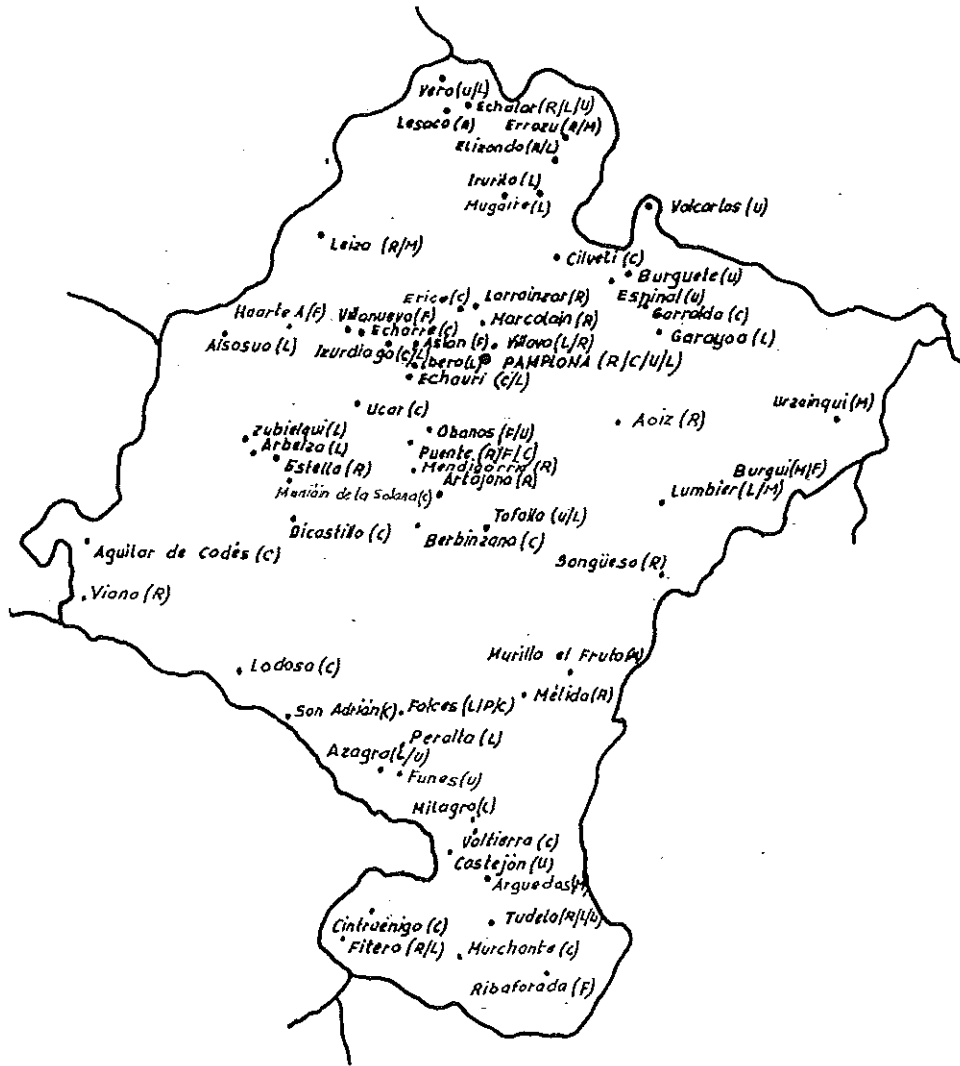 Vera (U/L)
Echalar (R/L/U)
Lesaca (R)
Errazu (R/M)
Elizondo (R/L)
Irurita (L)
Mugaire (L)
Valcarlos (U)
Leiza (R/M)
Cilveti (C)
Burguete (U)
Espinal (U)
Erice (C)
Larrainzar (R)
Garralda (C)
Huarte A (F)
Villanueva (F)
Marcalain (R)
Echarre (C)
Garayoa (L)
Aisasua (L)
Asian (F)
Villava (L/R)
Izurdiaga (C/L)
Ibero (L)
PAMPLONA (R/C/U/L)
Echauri (C/L)
Ucar (C)
Aoiz (R)
Urzainqui (M)
Zubielqui (L)
Obanos (F/U)
Arbeiza (L)
Puente (R/F/C)
Estella (R)
Mendigorria (R)
Burgui (M/F)
Artajona (R)
Lumbier (L/M)
Muniáin de la Solana (C)
Dicastillo (C)
Tafalla (U/L)
Berbinzana (C)
Aguilar de Codés (C)
Sangüesa (R)
Viana (R)
Murillo el Fruto
Lodosa (C)
Mélida (R)
San Adrián (C)
Falces (L/P/C)
Peralta (L)
Azagra (L/U)
Funes (U)
Milagro (L)
Valtierra (C)
Castejón (U)
Arguedas (M)
Cintruénigo (C)
Tudela (R/L/U)
Fitero (R/L)
Murchante (C)
Ribaforada (F)